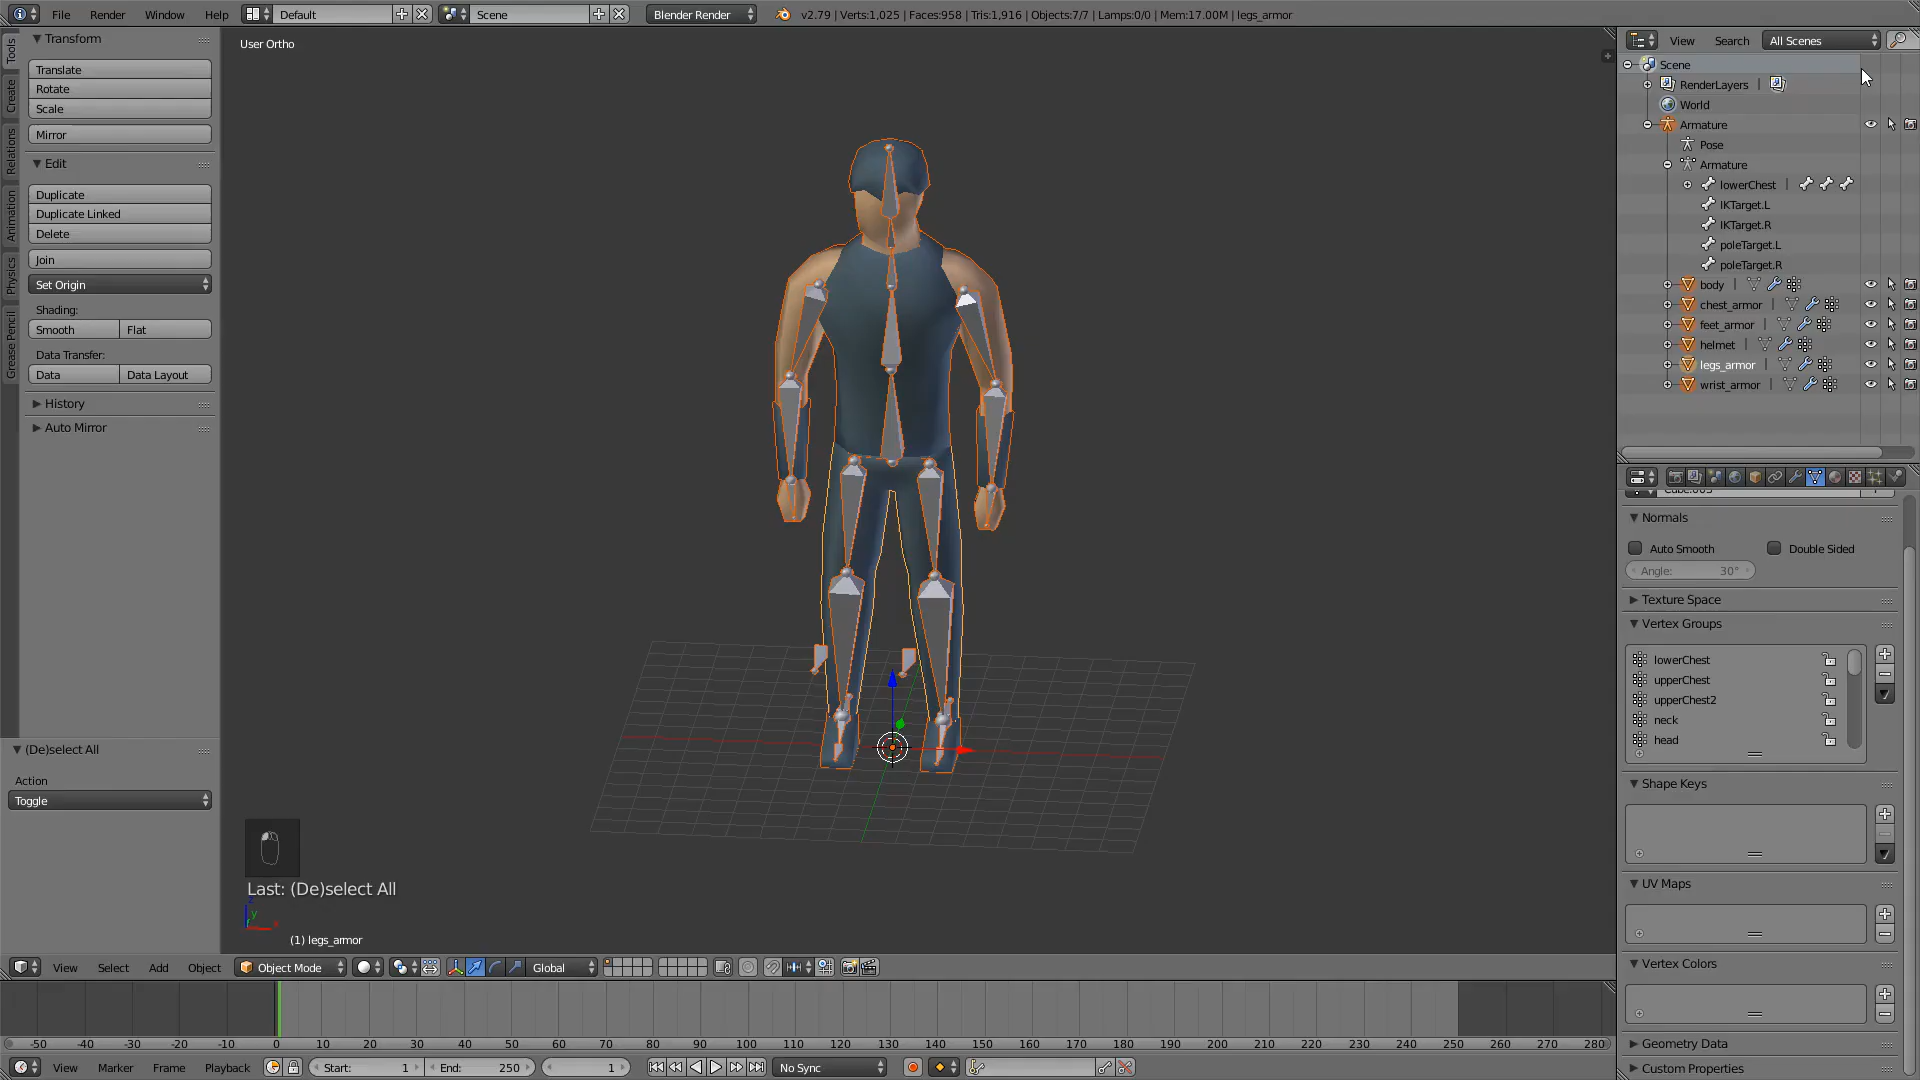 File Render Window Help Default Scene Blender Render v2.79 | Verts:1,025 | Faces:958 | Tris:1,916 | Objects:7/7 | Lamps:0/0 | Mem:17.00M | legs_armor
Tools
Create
Relations
Animation
Physics
Grease Pencil
Transform
Translate
Rotate
Scale
Mirror
Edit
Duplicate
Duplicate Linked
Delete
Join
Set Origin
Shading:
Smooth Flat
Data Transfer:
Data Data Layout
History
Auto Mirror
(De)select All
Action
Toggle
User Ortho
Last: (De)select All
z
y
(1) legs_armor
View Select Add Object Object Mode Global
-50 -40 -30 -20 -10 0 10 20 30 40 50 60 70 80 90 100 110 120 130 140 150 160 170 180 190 200 210 220 230 240 250 260 270 280
View Marker Frame Playback Start: 1 End: 250 1 No Sync
View Search All Scenes
Scene
RenderLayers |
World
Armature
Pose
Armature
lowerChest |
IKTarget.L
IKTarget.R
poleTarget.L
poleTarget.R
body |
chest_armor |
feet_armor |
helmet |
legs_armor |
wrist_armor |
Normals
Auto Smooth Double Sided
Angle: 30°
Texture Space
Vertex Groups
lowerChest
upperChest
upperChest2
neck
head
Shape Keys
UV Maps
Vertex Colors
Geometry Data
Custom Properties